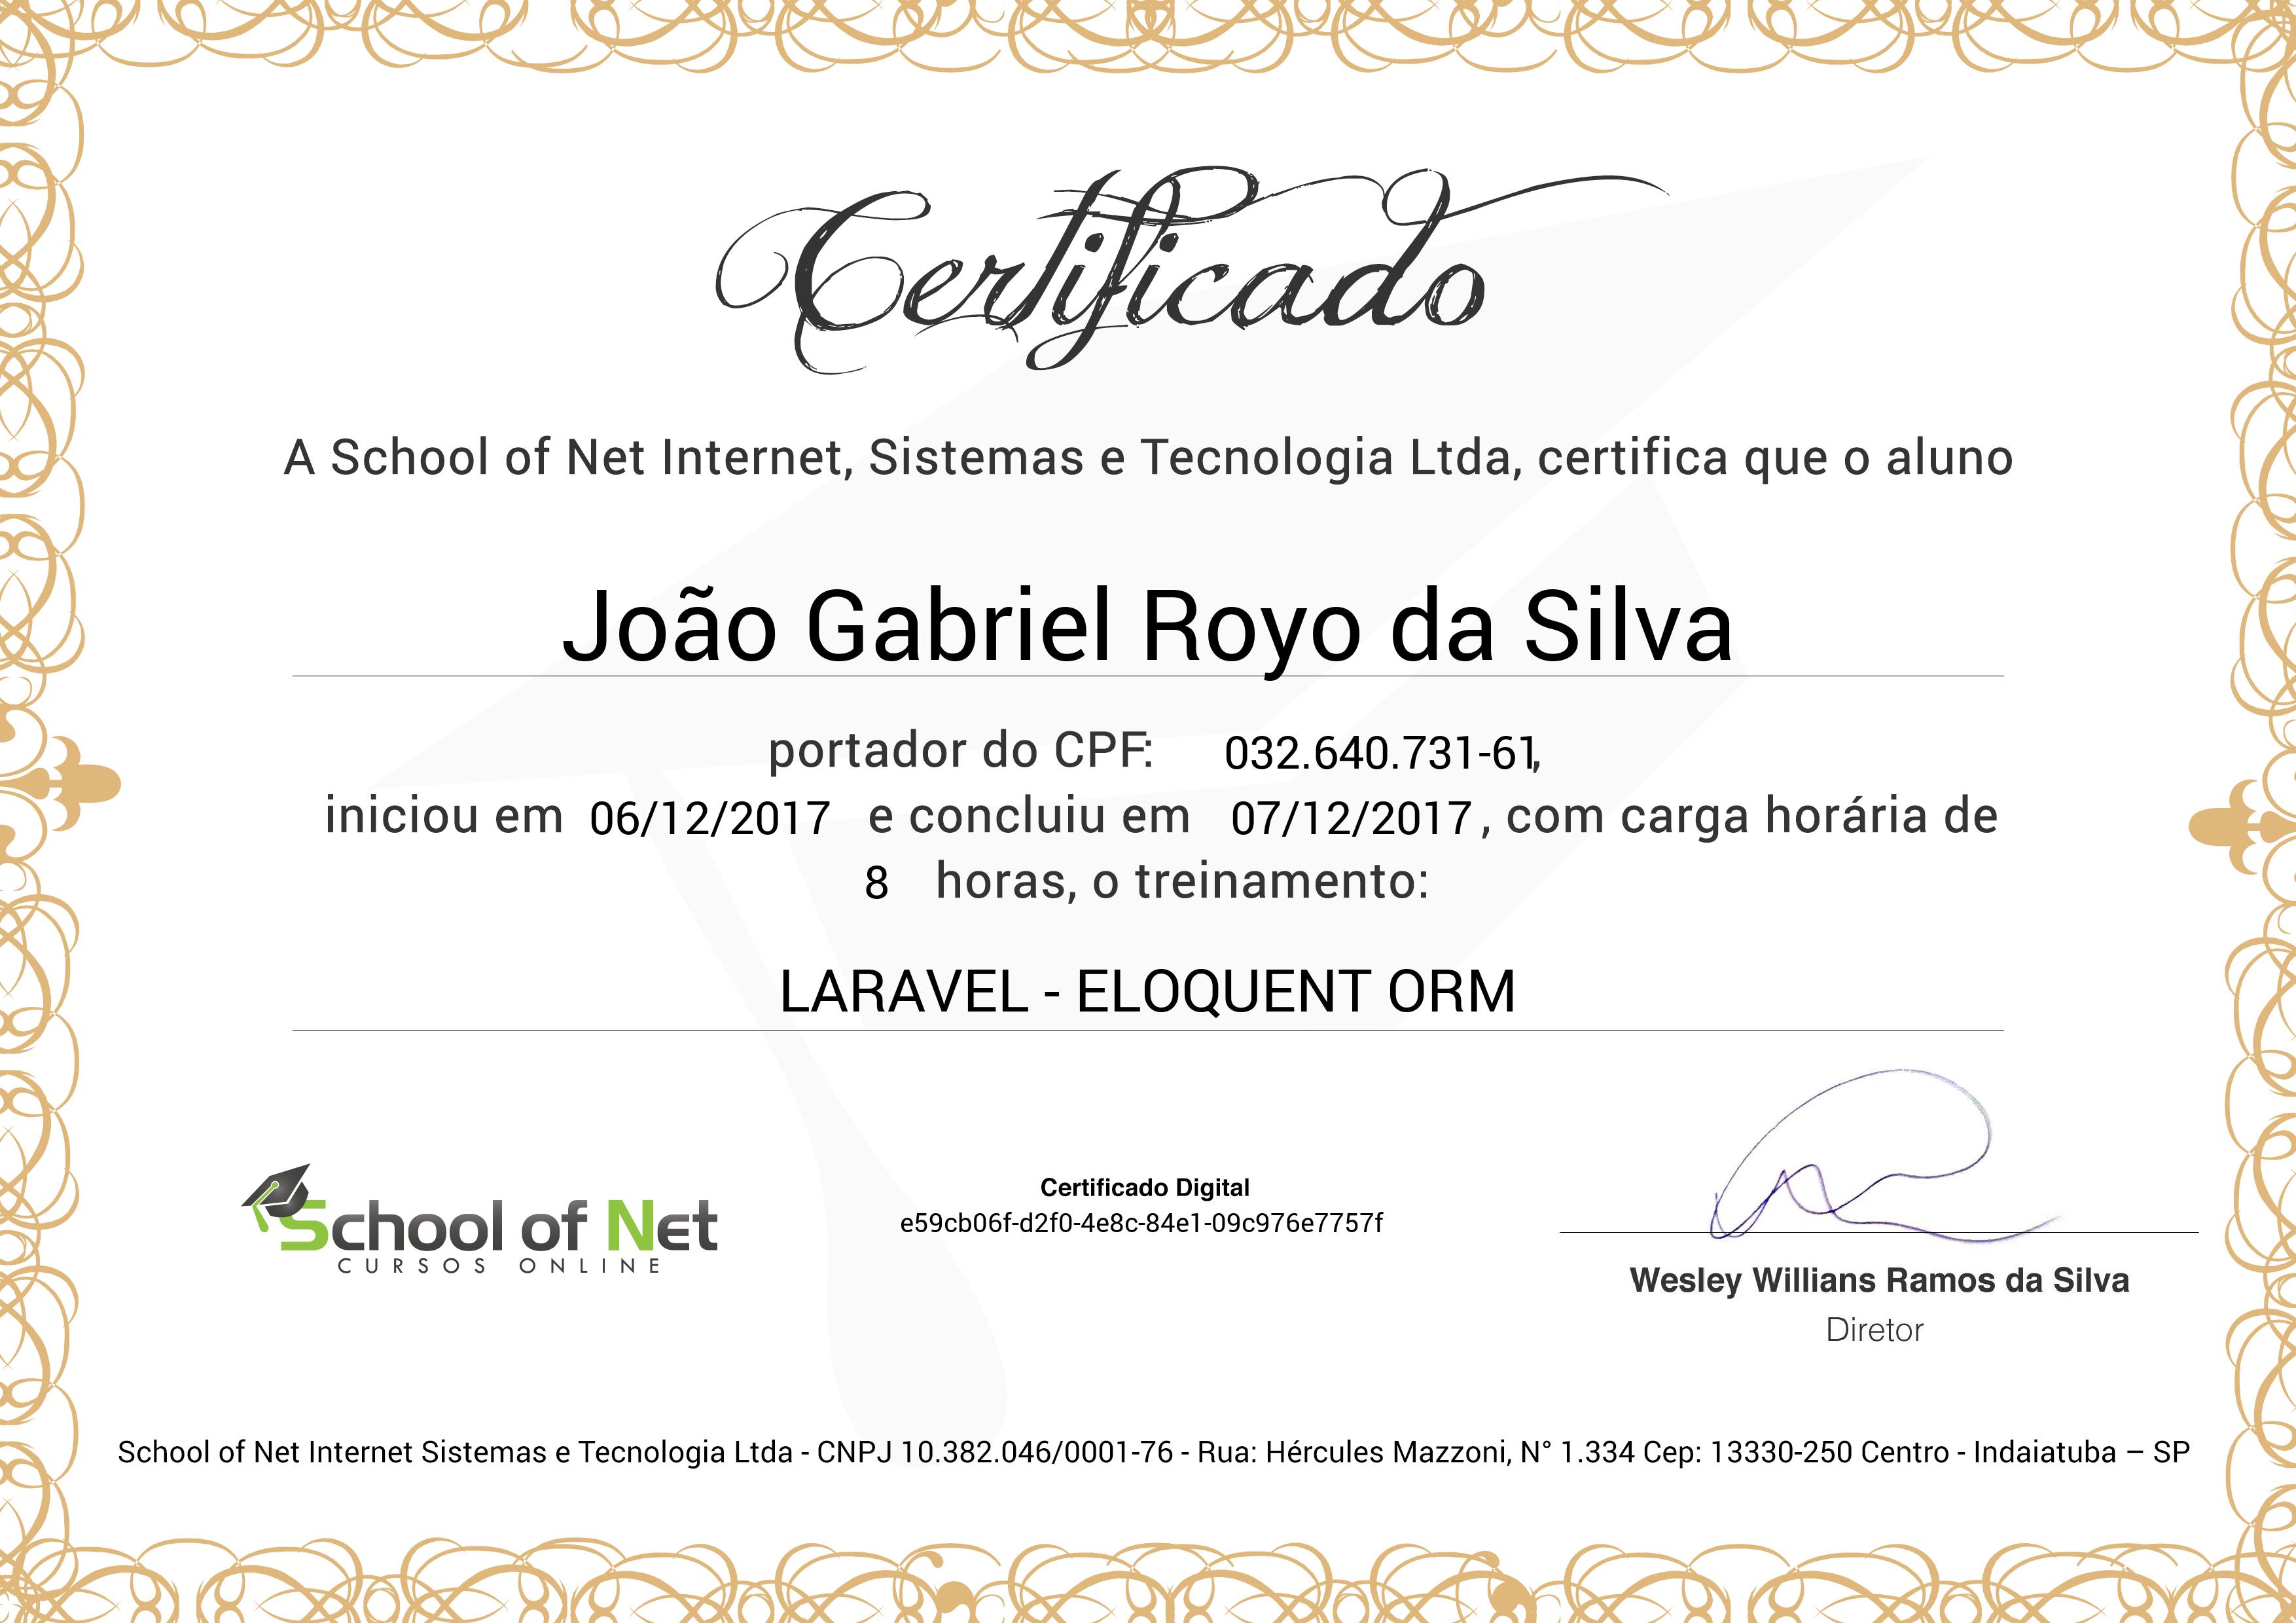 Certificado
A School of Net Internet, Sistemas e Tecnologia Ltda, certifica que o aluno
João Gabriel Royo da Silva
portador do CPF: 032.640.731-61,
iniciou em 06/12/2017 e concluiu em 07/12/2017, com carga horária de
8 horas, o treinamento:
LARAVEL - ELOQUENT ORM
School of Net
CURSOS ONLINE
Certificado Digital
e59cb06f-d2f0-4e8c-84e1-09c976e7757f
Wesley Willians Ramos da Silva
Diretor
School of Net Internet Sistemas e Tecnologia Ltda - CNPJ 10.382.046/0001-76 - Rua: Hércules Mazzoni, N° 1.334 Cep: 13330-250 Centro - Indaiatuba – SP